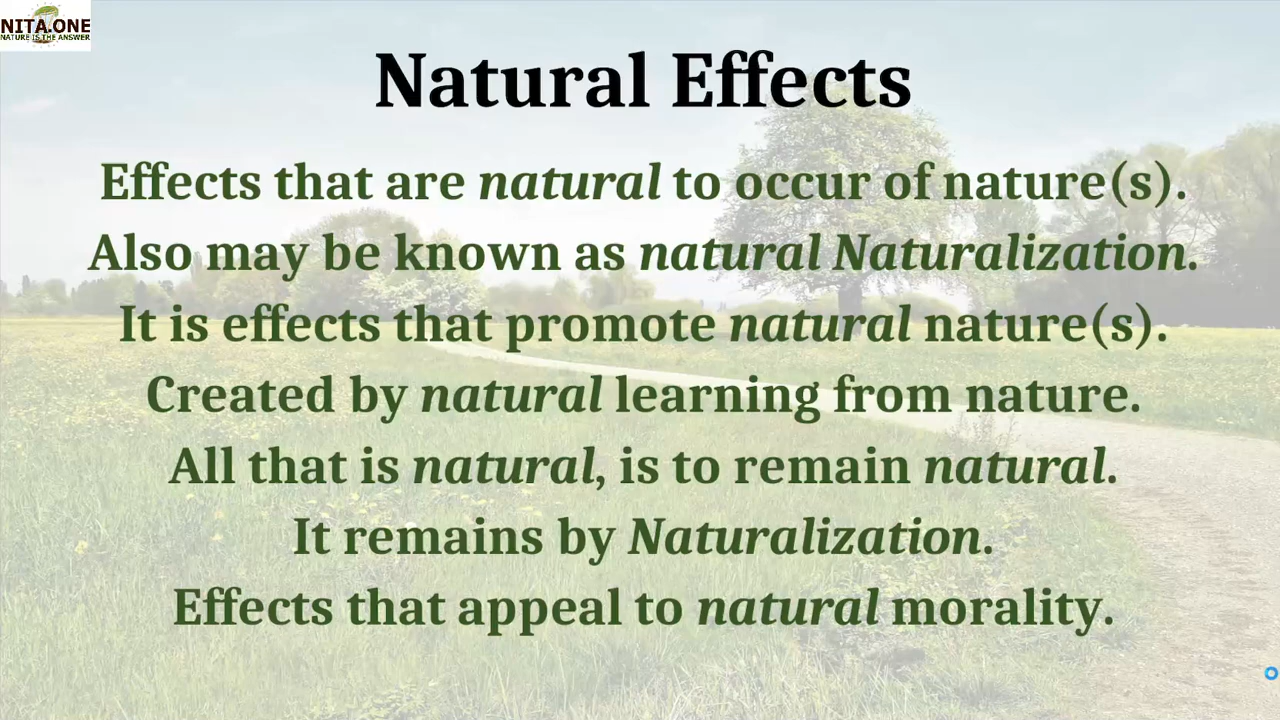 NITA.ONE
NATURE IS THE ANSWER
Natural Effects
Effects that are natural to occur of nature(s).
Also may be known as natural Naturalization.
It is effects that promote natural nature(s).
Created by natural learning from nature.
All that is natural, is to remain natural.
It remains by Naturalization.
Effects that appeal to natural morality.